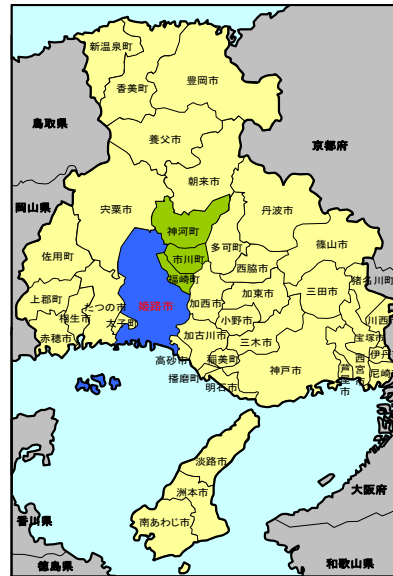 新温泉町
香美町
豊岡市
鳥取県
養父市
京都府
朝来市
宍粟市
丹波市
岡山県
神河町
多可町
篠山市
佐用町
市川町
西脇市
猪名川町
福崎町
三田市
上郡町
たつの市
姫路市
加西市
加東市
相生市
太子町
小野市
川西市
赤穂市
加古川市
三木市
宝塚市
高砂市
稲美町
神戸市
芦屋市
西宮市
伊丹
尼崎
播磨町
明石市
淡路市
洲本市
南あわじ市
大阪府
香川県
徳島県
和歌山県